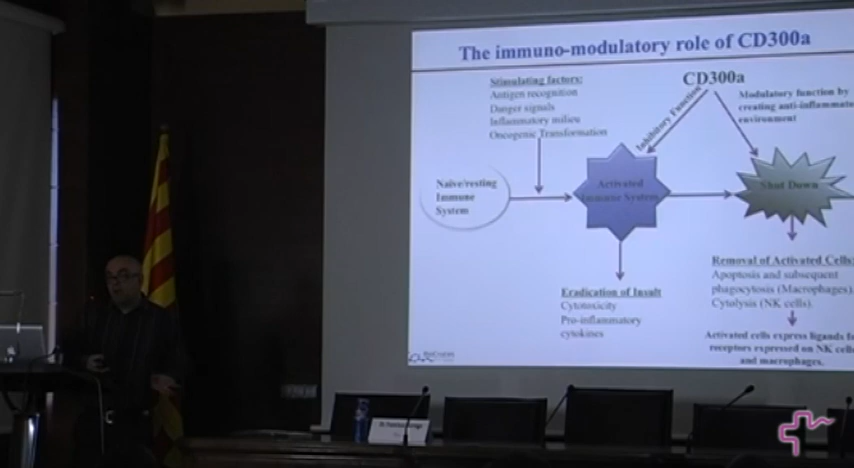 The immuno-modulatory role of CD300a
Stimulating factors:
Antigen recognition
Danger signals
Inflammatory milieu
Oncogenic Transformation
CD300a
Inhibitory Function
Modulatory function by
creating anti-inflammato
environment
Naive/resting
Immune
System
Activated
Immune System
Shut Down
Eradication of Insult
Cytotoxicity
Pro-inflammatory
cytokines
Removal of Activated Cells:
Apoptosis and subsequent
phagocytosis (Macrophages).
Cytolysis (NK cells).
Activated cells express ligands f
receptors expressed on NK cell
and macrophages.